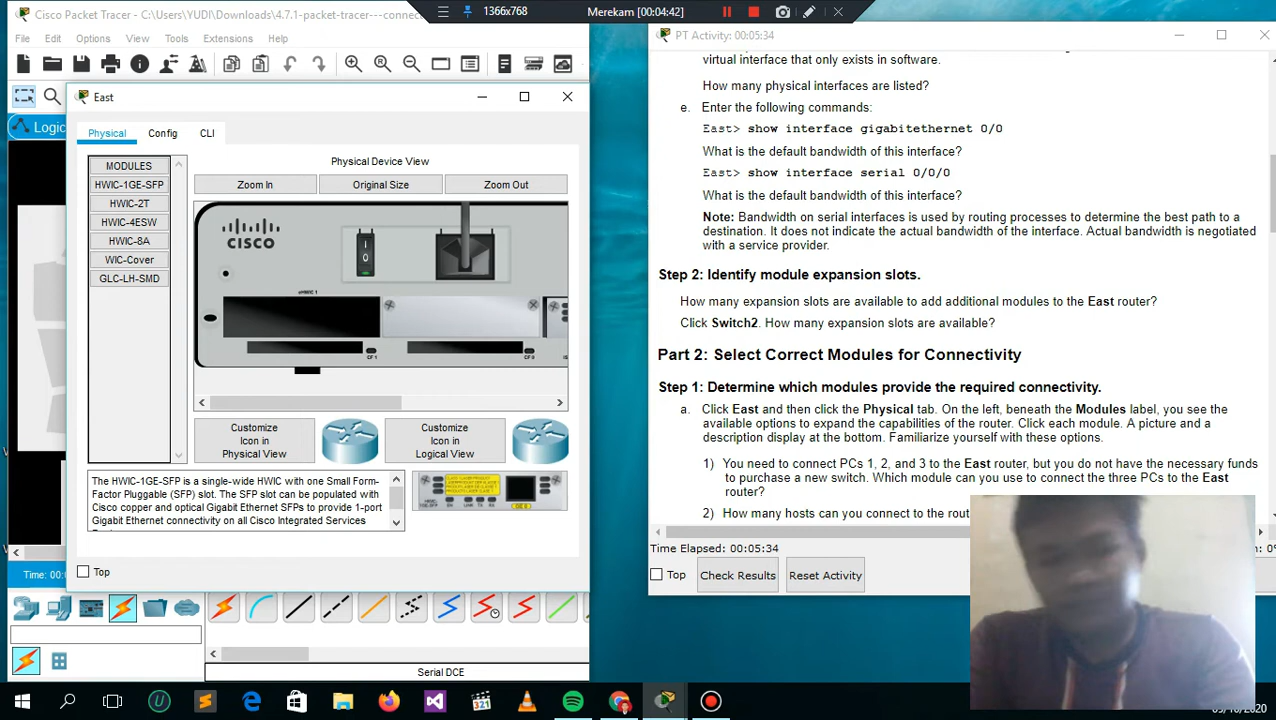 Cisco Packet Tracer - C:\Users\YUDI\Downloads\4.7.1-packet-tracer---connec
1366x768
Merekam [00:04:42]
File Edit Options View Tools Extensions Help
Logic
East
Physical Config CLI
MODULES
HWIC-1GE-SFP
HWIC-2T
HWIC-4ESW
HWIC-8A
WIC-Cover
GLC-LH-SMD
Physical Device View
Zoom In Original Size Zoom Out
CISCO
CF 1
CF 0
Customize
Icon in
Physical View
Customize
Icon in
Logical View
The HWIC-1GE-SFP is a single-wide HWIC with one Small Form-
Factor Pluggable (SFP) slot. The SFP slot can be populated with
Cisco copper and optical Gigabit Ethernet SFPs to provide 1-port
Gigabit Ethernet connectivity on all Cisco Integrated Services
Top
Time: 00:0
Serial DCE
PT Activity: 00:05:34
virtual interface that only exists in software.
How many physical interfaces are listed?
e. Enter the following commands:
East> show interface gigabitethernet 0/0
What is the default bandwidth of this interface?
East> show interface serial 0/0/0
What is the default bandwidth of this interface?
Note: Bandwidth on serial interfaces is used by routing processes to determine the best path to a
destination. It does not indicate the actual bandwidth of the interface. Actual bandwidth is negotiated
with a service provider.
Step 2: Identify module expansion slots.
How many expansion slots are available to add additional modules to the East router?
Click Switch2. How many expansion slots are available?
Part 2: Select Correct Modules for Connectivity
Step 1: Determine which modules provide the required connectivity.
a. Click East and then click the Physical tab. On the left, beneath the Modules label, you see the
available options to expand the capabilities of the router. Click each module. A picture and a
description display at the bottom. Familiarize yourself with these options.
1) You need to connect PCs 1, 2, and 3 to the East router, but you do not have the necessary funds
to purchase a new switch. Which module can you use to connect the three PCs to the East
router?
2) How many hosts can you connect to the rout
Time Elapsed: 00:05:34
Top Check Results Reset Activity